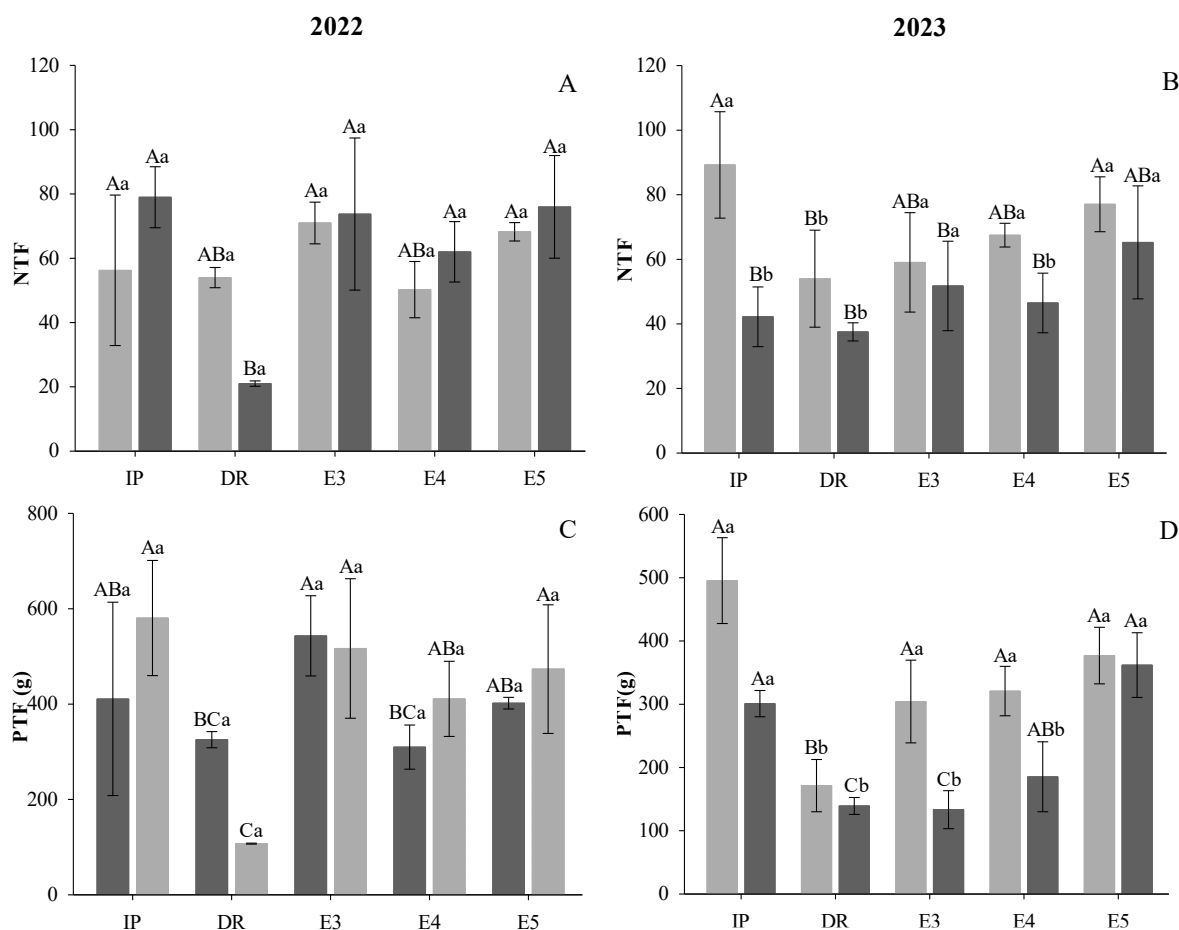 2022
2023
A
NTF
120
100
80
60
40
20
0
Aa
Aa
ABa
Ba
Aa
Aa
ABa
Aa
Aa
Aa
IP
DR
E3
E4
E5
B
NTF
120
100
80
60
40
20
0
Aa
Bb
Bb
Bb
ABa
Ba
ABa
Bb
Aa
ABa
IP
DR
E3
E4
E5
C
PTF (g)
800
600
400
200
0
ABa
Aa
BCa
Ca
Aa
Aa
BCa
ABa
ABa
Aa
IP
DR
E3
E4
E5
D
PTF(g)
600
500
400
300
200
100
0
Aa
Aa
Bb
Cb
Aa
Cb
Aa
ABb
Aa
Aa
IP
DR
E3
E4
E5